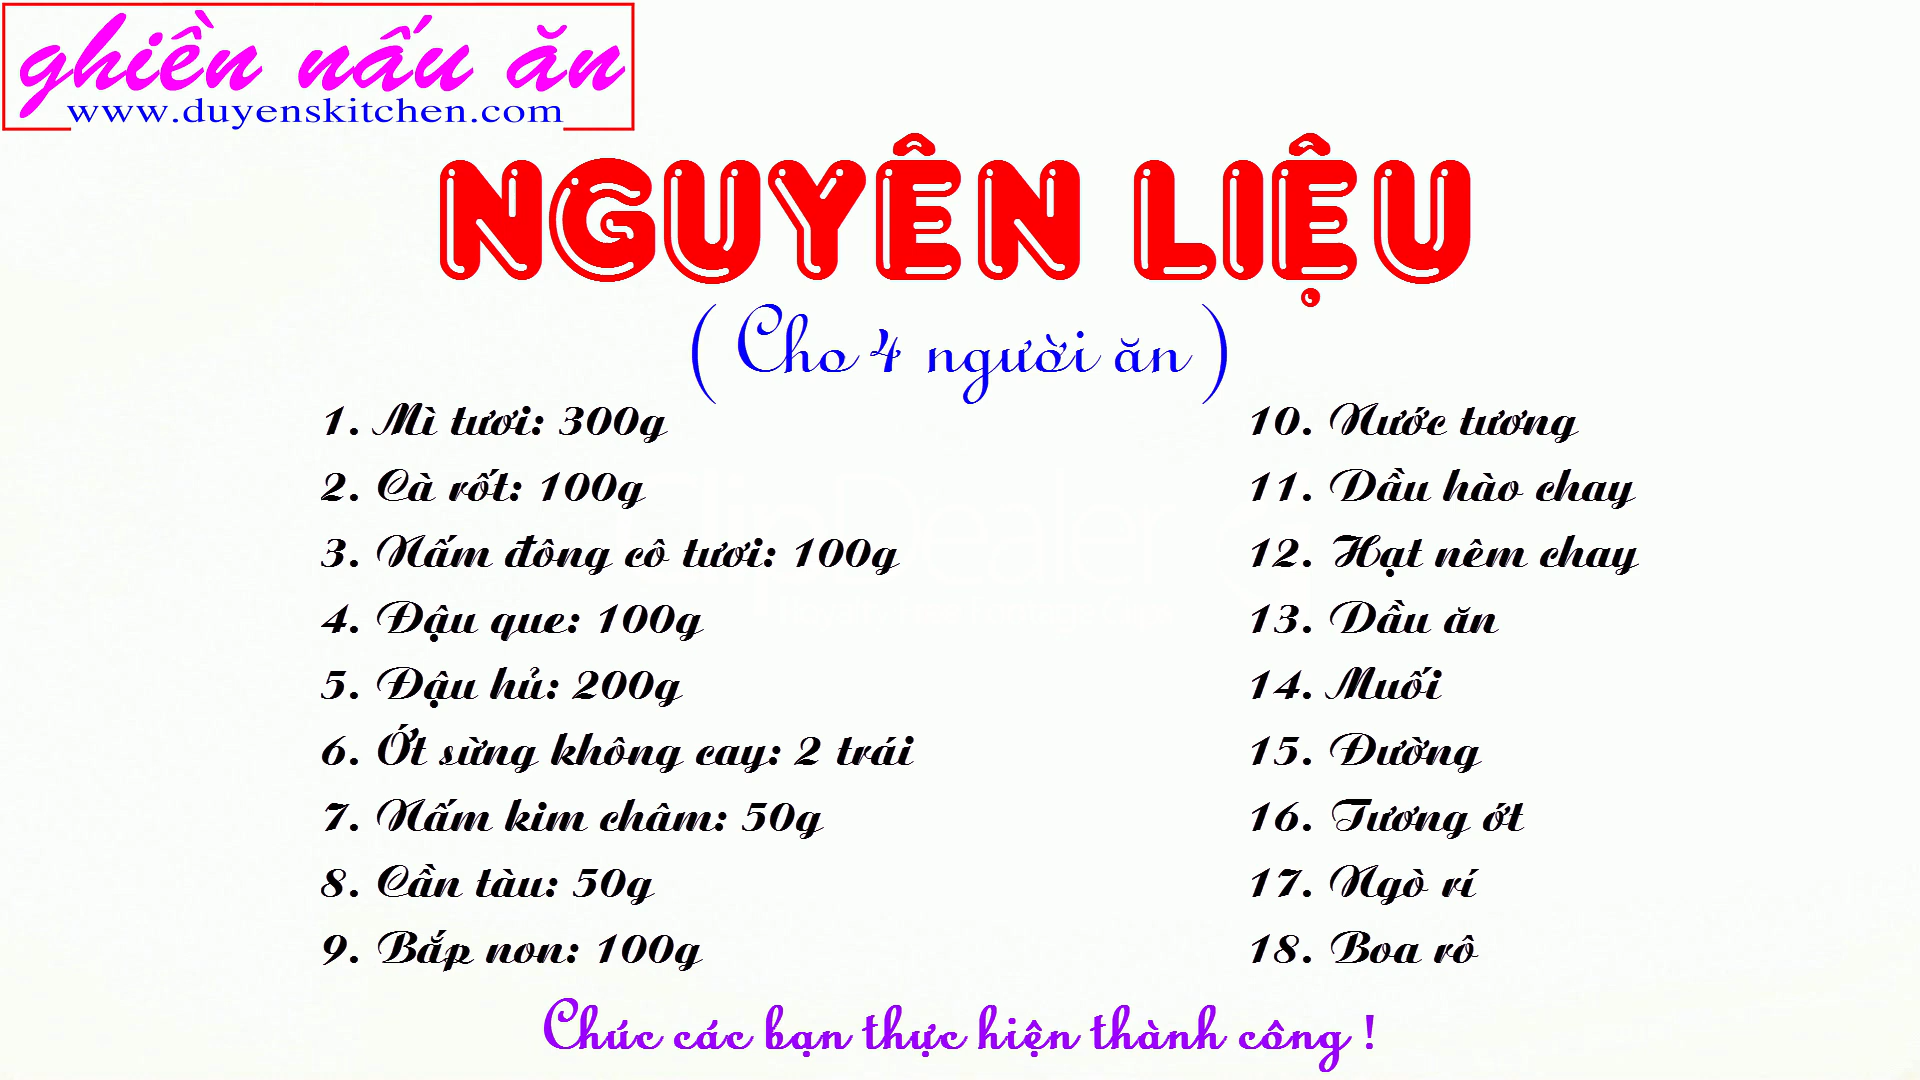 ghiền nấu ăn
www.duyenskitchen.com
NGUYÊN LIỆU
( Cho 4 người ăn )
1. Mì tươi: 300g
2. Cà rốt: 100g
3. Nấm đông cô tươi: 100g
4. Đậu que: 100g
5. Đậu hủ: 200g
6. Ớt sừng không cay: 2 trái
7. Nấm kim châm: 50g
8. Cần tàu: 50g
9. Bắp non: 100g
10. Nước tương
11. Dầu hào chay
12. Hạt nêm chay
13. Dầu ăn
14. Muối
15. Đường
16. Tương ớt
17. Ngò rí
18. Boa rô
ClipDealer
Chúc các bạn thực hiện thành công !